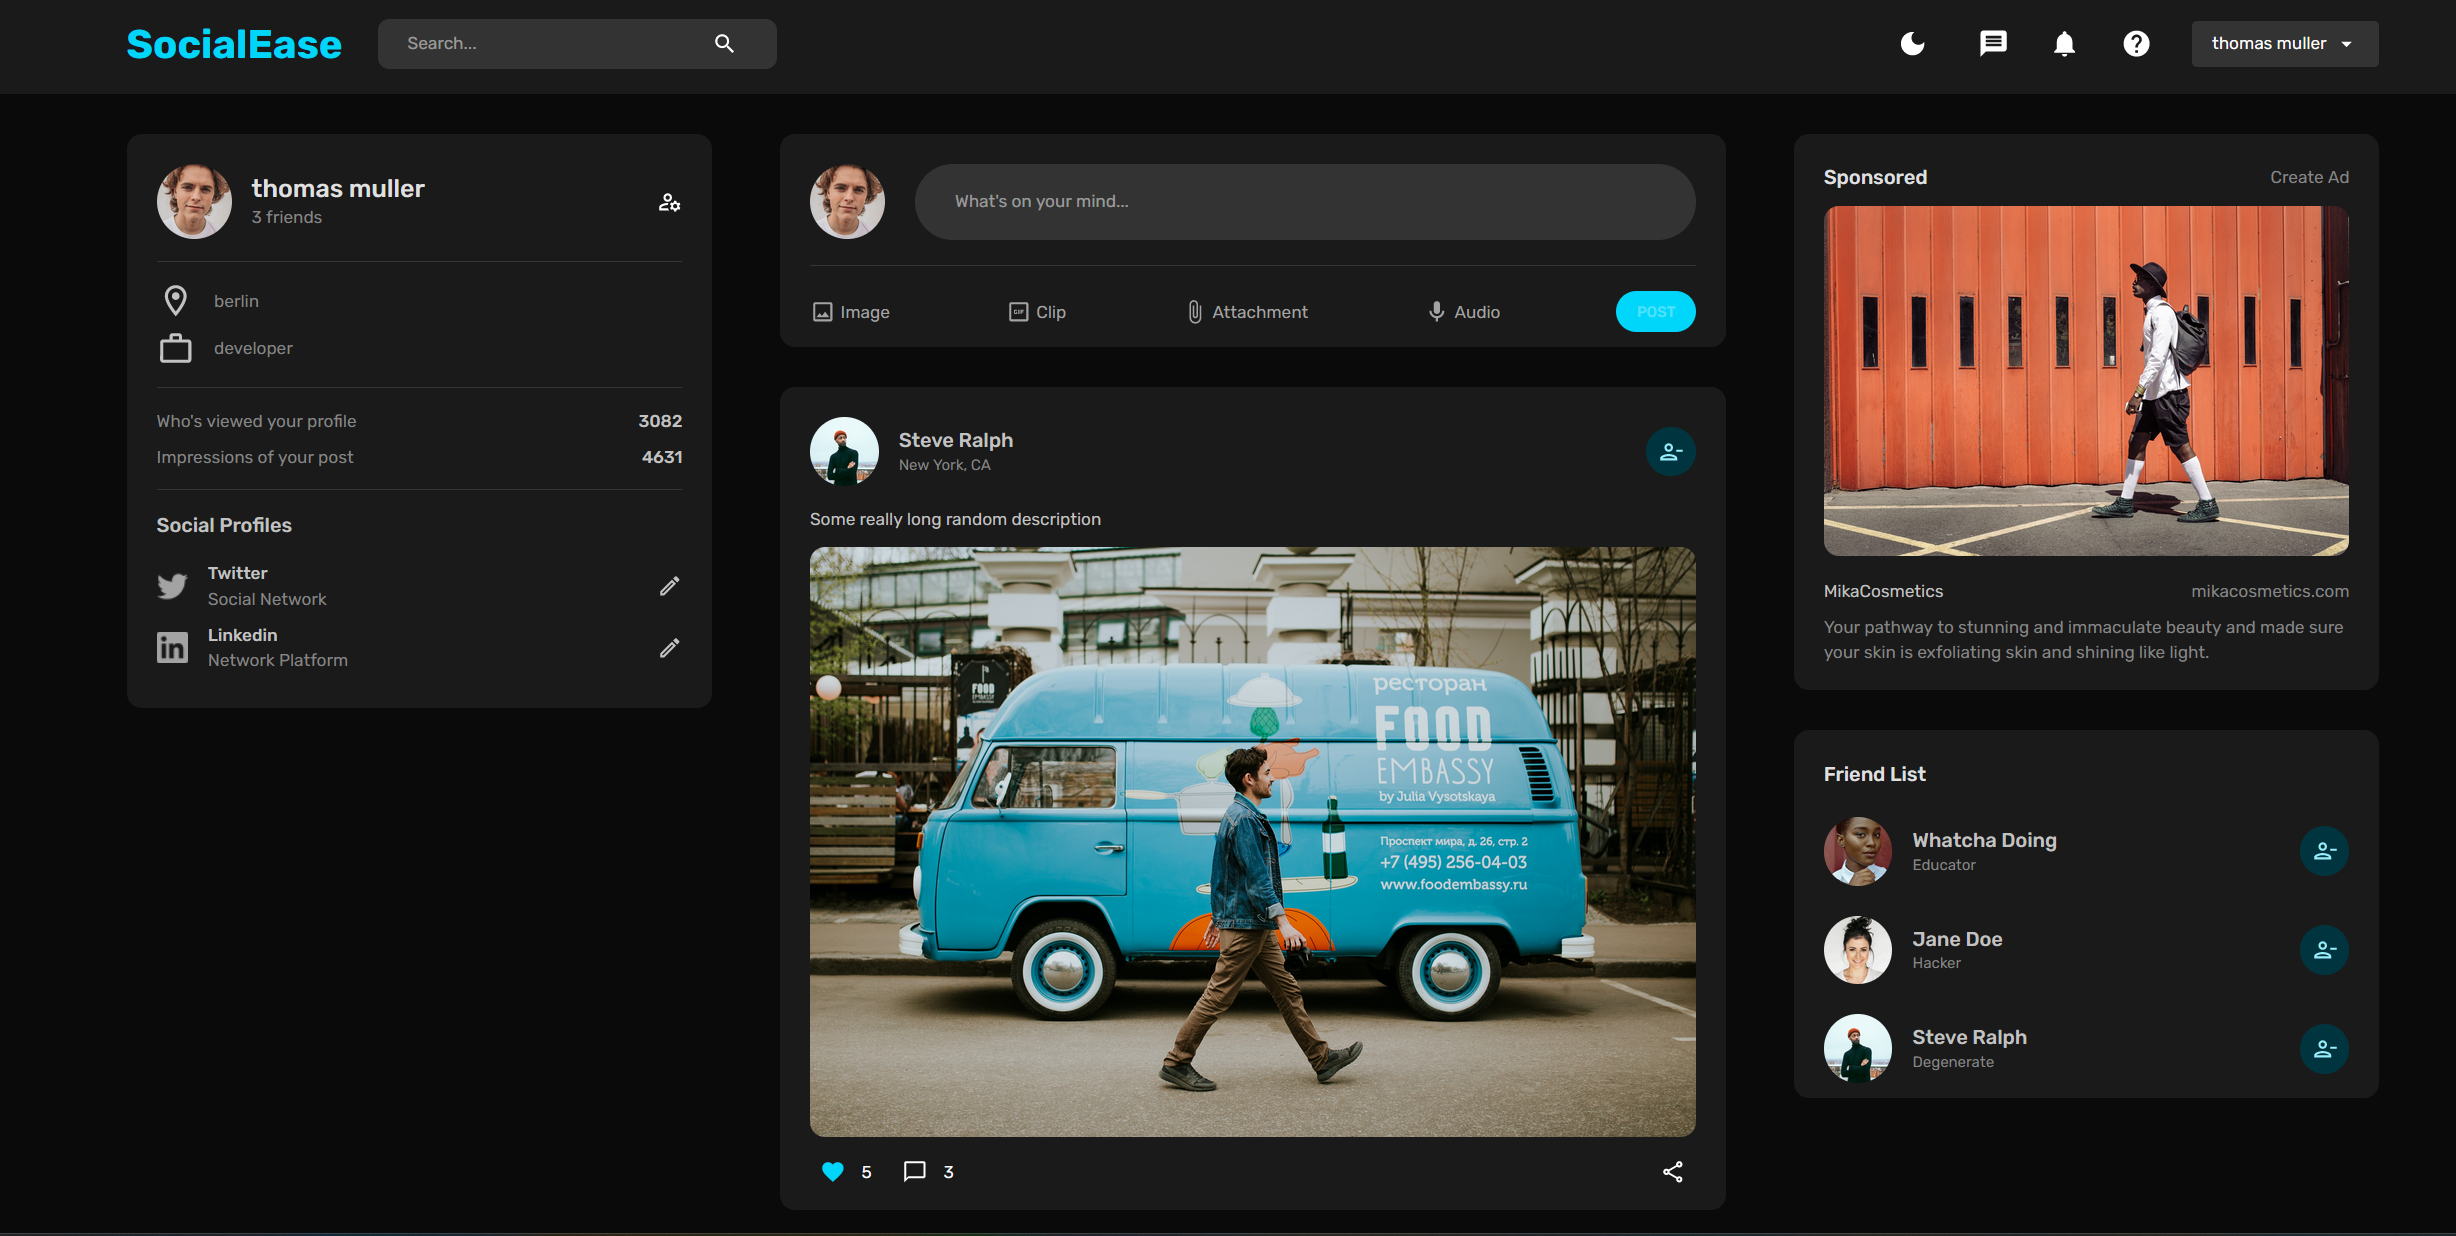 SocialEase
Search...
thomas muller
thomas muller
3 friends
berlin
developer
Who's viewed your profile 3082
Impressions of your post 4631
Social Profiles
Twitter
Social Network
Linkedin
Network Platform
What's on your mind...
Image Clip Attachment Audio POST
Steve Ralph
New York, CA
Some really long random description
FOOD
EMBASSY
ресторан
FOOD
EMBASSY
by Julia Vysotskaya
Проспект мира, д. 26, стр. 2
+7 (495) 256-04-03
www.foodembassy.ru
5 3
Sponsored Create Ad
MikaCosmetics mikacosmetics.com
Your pathway to stunning and immaculate beauty and made sure
your skin is exfoliating skin and shining like light.
Friend List
Whatcha Doing
Educator
Jane Doe
Hacker
Steve Ralph
Degenerate